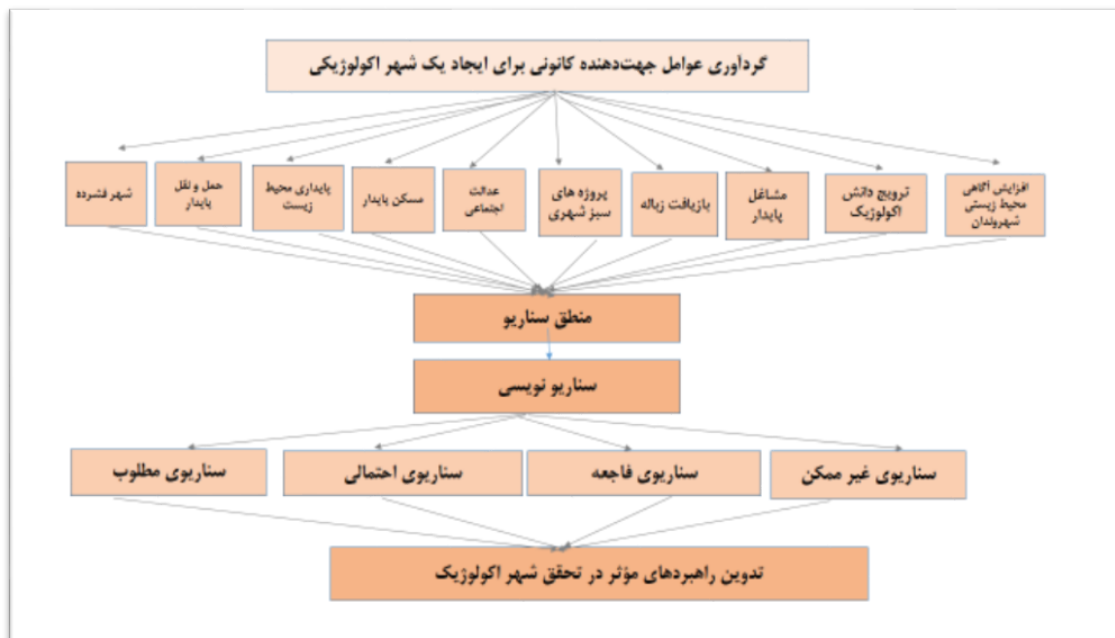 گردآوری عوامل جهت‌دهنده کانونی برای ایجاد یک شهر اکولوژیکی
افزایش آگاهی
محیط زیستی
شهروندان
ترویج دانش
اکولوژیک
مشاغل
پایدار
بازیافت زباله
پروژه های
سبز شهری
عدالت
اجتماعی
مسکن پایدار
پایداری محیط
زیست
حمل و نقل
پایدار
شهر فشرده
منطق سناریو
سناریو نویسی
سناریوی غیر ممکن
سناریوی فاجعه
سناریوی احتمالی
سناریوی مطلوب
تدوین راهبردهای مؤثر در تحقق شهر اکولوژیک